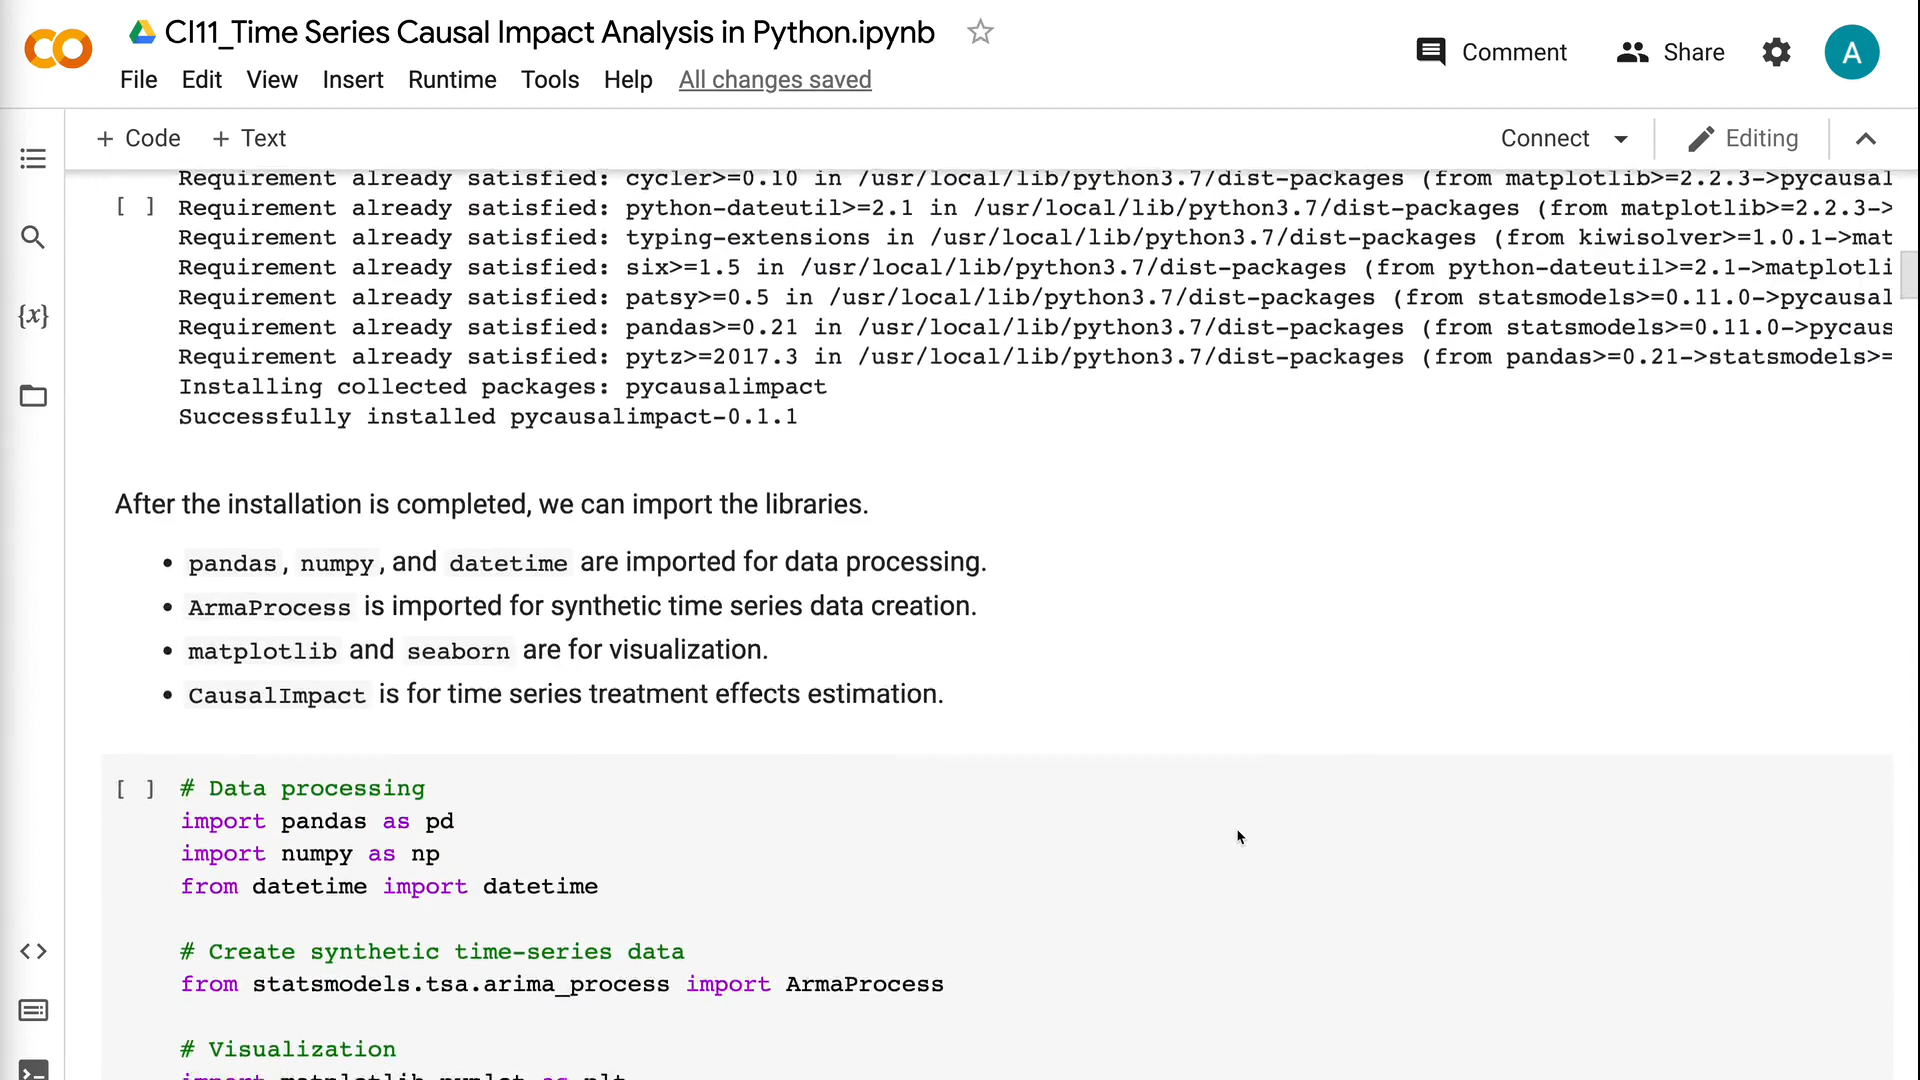 CI11_Time Series Causal Impact Analysis in Python.ipynb
Comment
Share
A
File Edit View Insert Runtime Tools Help All changes saved
+ Code + Text
Connect
Editing
Requirement already satisfied: cycler>=0.10 in /usr/local/lib/python3.7/dist-packages (from matplotlib>=2.2.3->pycausal
[ ] Requirement already satisfied: python-dateutil>=2.1 in /usr/local/lib/python3.7/dist-packages (from matplotlib>=2.2.3->
Requirement already satisfied: typing-extensions in /usr/local/lib/python3.7/dist-packages (from kiwisolver>=1.0.1->mat
Requirement already satisfied: six>=1.5 in /usr/local/lib/python3.7/dist-packages (from python-dateutil>=2.1->matplotli
Requirement already satisfied: patsy>=0.5 in /usr/local/lib/python3.7/dist-packages (from statsmodels>=0.11.0->pycausal
Requirement already satisfied: pandas>=0.21 in /usr/local/lib/python3.7/dist-packages (from statsmodels>=0.11.0->pycaus
Requirement already satisfied: pytz>=2017.3 in /usr/local/lib/python3.7/dist-packages (from pandas>=0.21->statsmodels>=
Installing collected packages: pycausalimpact
Successfully installed pycausalimpact-0.1.1
After the installation is completed, we can import the libraries.
• pandas, numpy, and datetime are imported for data processing.
• ArmaProcess is imported for synthetic time series data creation.
• matplotlib and seaborn are for visualization.
• CausalImpact is for time series treatment effects estimation.
[ ] # Data processing
import pandas as pd
import numpy as np
from datetime import datetime
# Create synthetic time-series data
from statsmodels.tsa.arima_process import ArmaProcess
# Visualization
import matplotlib.pyplot as plt